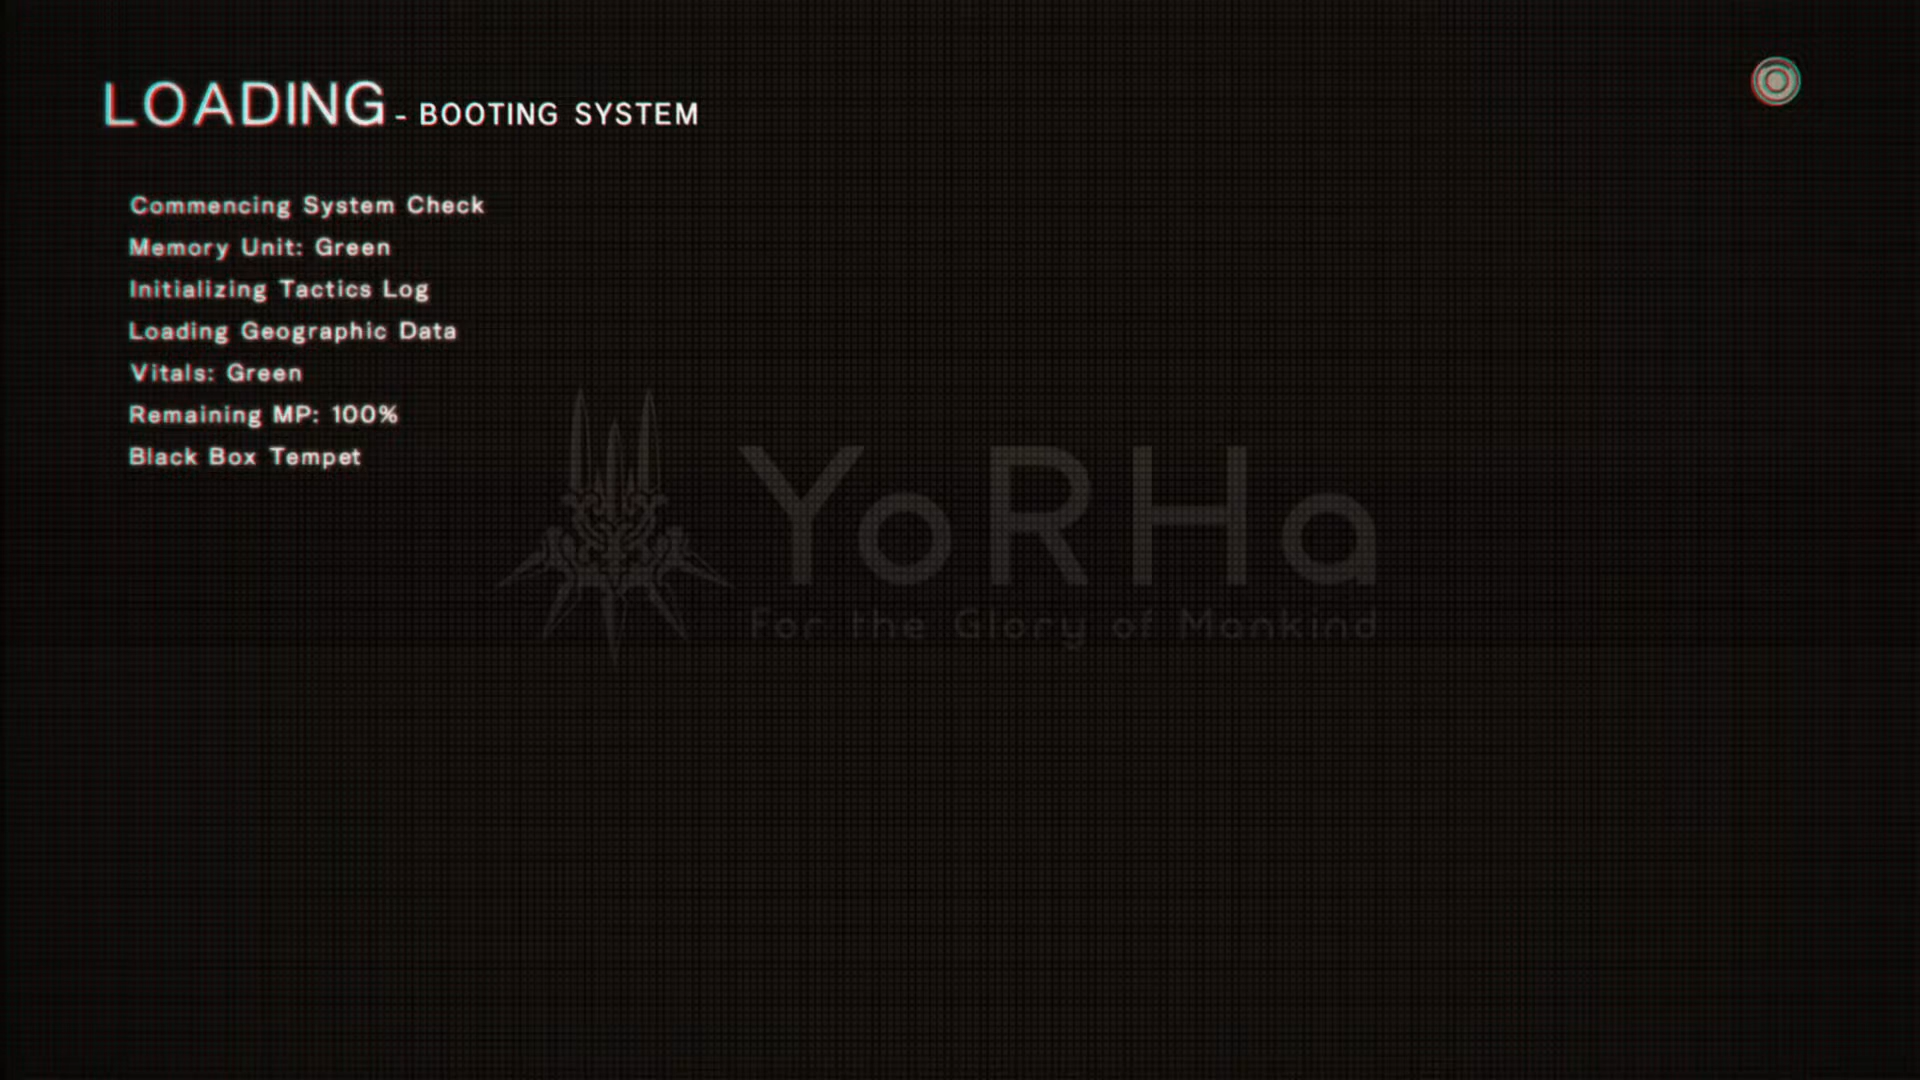 LOADING - BOOTING SYSTEM
Commencing System Check
Memory Unit: Green
Initializing Tactics Log
Loading Geographic Data
Vitals: Green
Remaining MP: 100%
Black Box Tempet
YoRHa
For the Glory of Mankind